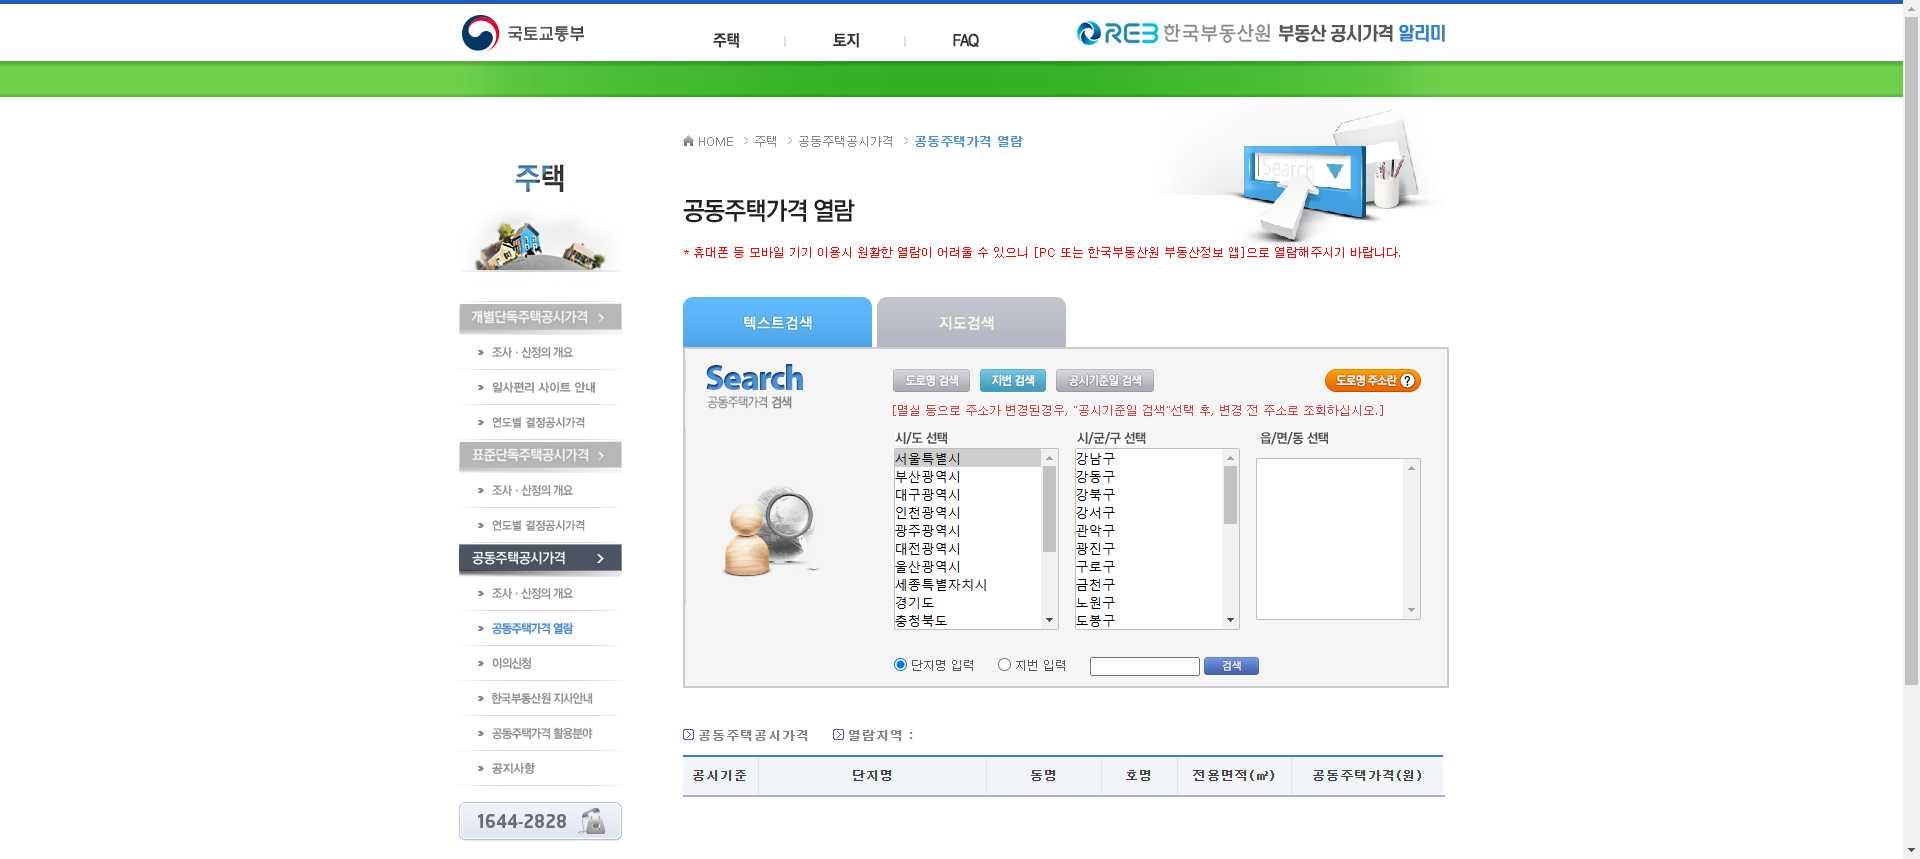 국토교통부
주택
토지
FAQ
REB 한국부동산원 부동산 공시가격 알리미
HOME > 주택 > 공동주택공시가격 > 공동주택가격 열람
Search
주택
공동주택가격 열람
* 휴대폰 등 모바일 기기 이용시 원활한 열람이 어려울 수 있으니 [PC 또는 한국부동산원 부동산정보 앱]으로 열람해주시기 바랍니다.
개별단독주택공시가격
조사 · 산정의 개요
일사편리 사이트 안내
연도별 결정공시가격
표준단독주택공시가격
조사 · 산정의 개요
연도별 결정공시가격
공동주택공시가격
조사 · 산정의 개요
공동주택가격 열람
이의신청
한국부동산원 지사안내
공동주택가격 활용분야
공지사항
1644-2828
텍스트검색
지도검색
Search
공동주택가격 검색
도로명 검색
지번 검색
공시기준일 검색
도로명 주소란 ?
[멸실 등으로 주소가 변경된경우, "공시기준일 검색"선택 후, 변경 전 주소로 조회하십시오.]
시/도 선택
서울특별시
부산광역시
대구광역시
인천광역시
광주광역시
대전광역시
울산광역시
세종특별자치시
경기도
충청북도
시/군/구 선택
강남구
강동구
강북구
강서구
관악구
광진구
구로구
금천구
노원구
도봉구
읍/면/동 선택
단지명 입력
지번 입력
검색
공동주택공시가격
열람지역 :
공시기준
단지명
동명
호명
전용면적(㎡)
공동주택가격(원)